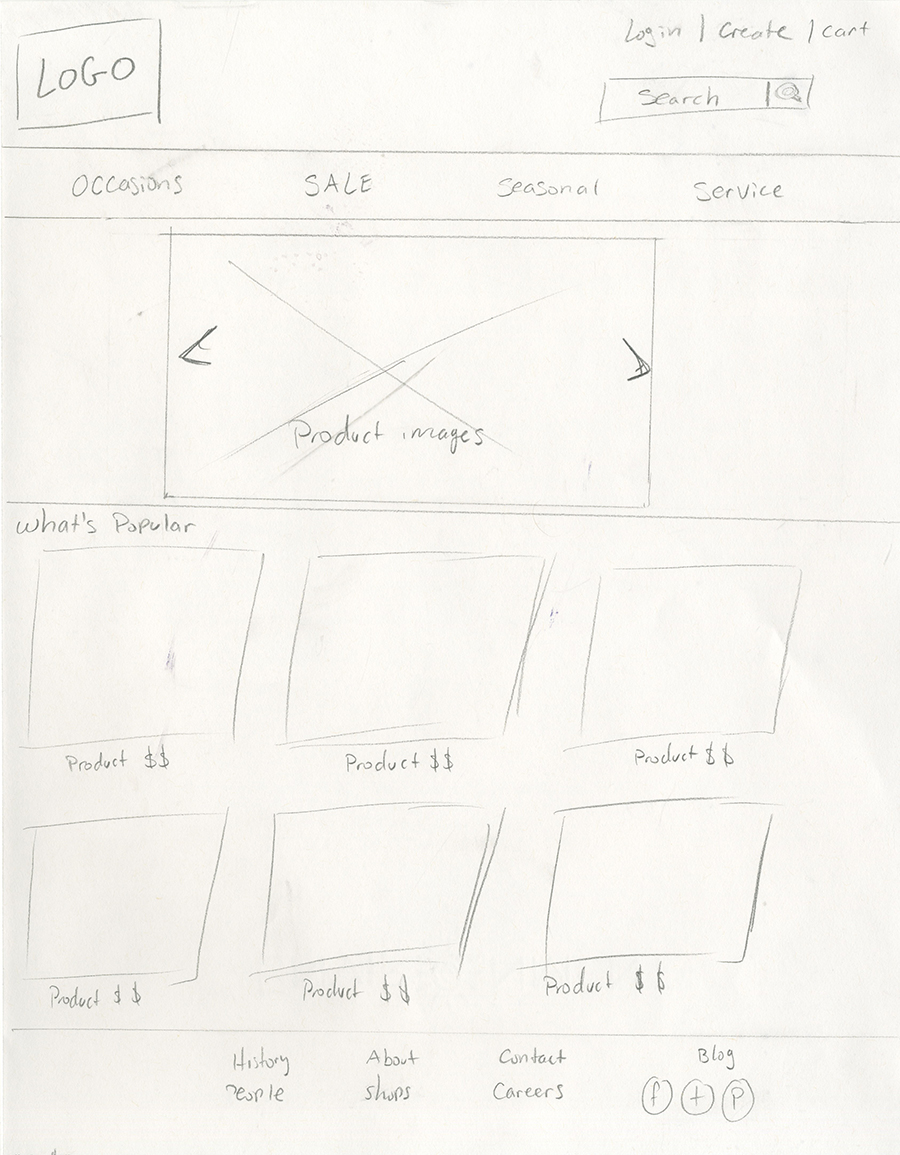 LOGO
Login | Create | cart
Search
Occasions SALE Seasonal Service
Product images
What's Popular
Product $$ Product $$ Product $$
Product $$ Product $$ Product $$
History About Contact Blog
People Shops Careers f t P